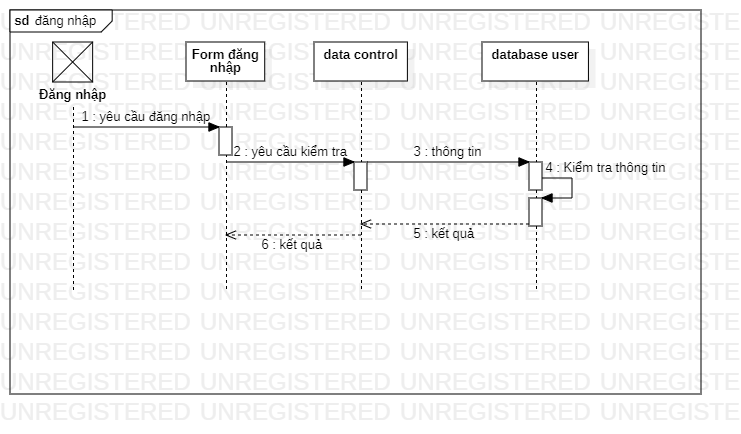 sd đăng nhập
Đăng nhập
Form đăng
nhập
data control
database user
1 : yêu cầu đăng nhập
2 : yêu cầu kiểm tra
3 : thông tin
4 : Kiểm tra thông tin
5 : kết quả
6 : kết quả
UNREGISTERED UNREGISTERED UNREGISTERED UNREGISTERED